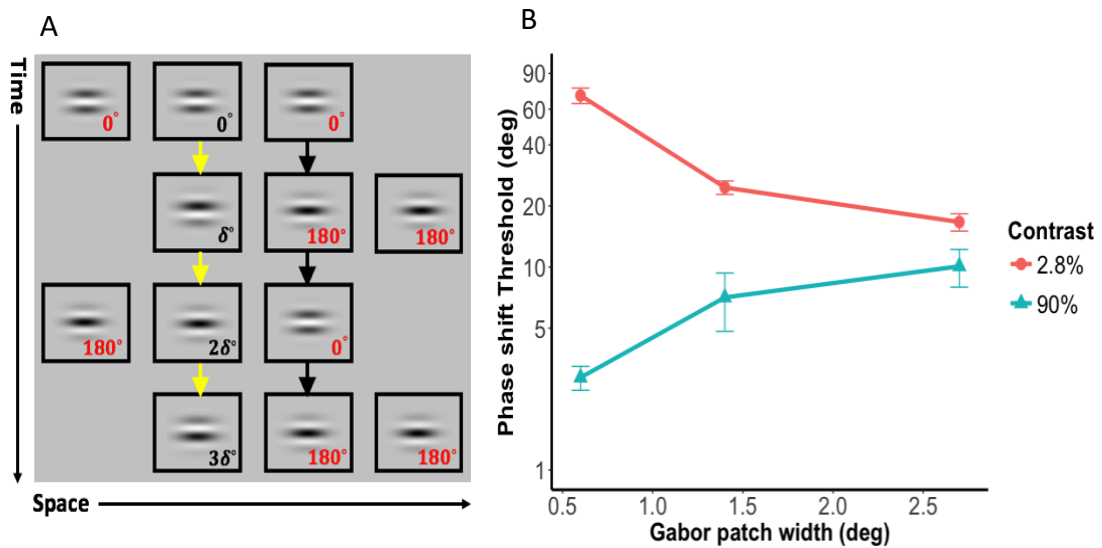 A
Time
0° 0° 0°
δ° 180° 180°
180° 2δ° 0°
3δ° 180° 180°
Space
B
Phase shift Threshold (deg)
90
60
40
20
10
5
1
0.5 1.0 1.5 2.0 2.5
Gabor patch width (deg)
Contrast
2.8%
90%